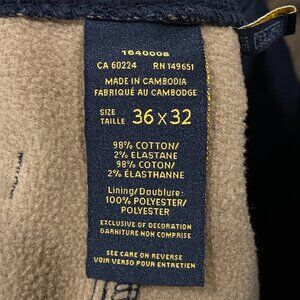 1640008
CA 60224 RN 149651
MADE IN CAMBODIA
FABRIQUÉ AU CAMBODGE
SIZE
TAILLE 36 x 32
98% COTTON/
2% ELASTANE
98% COTON/
2% ÉLASTHANNE
Lining/Doublure:
100% POLYESTER/
POLYESTER
EXCLUSIVE OF DECORATION
GARNITURE NON COMPRISE
SEE CARE ON REVERSE
VOIR VERSO POUR ENTRETIEN